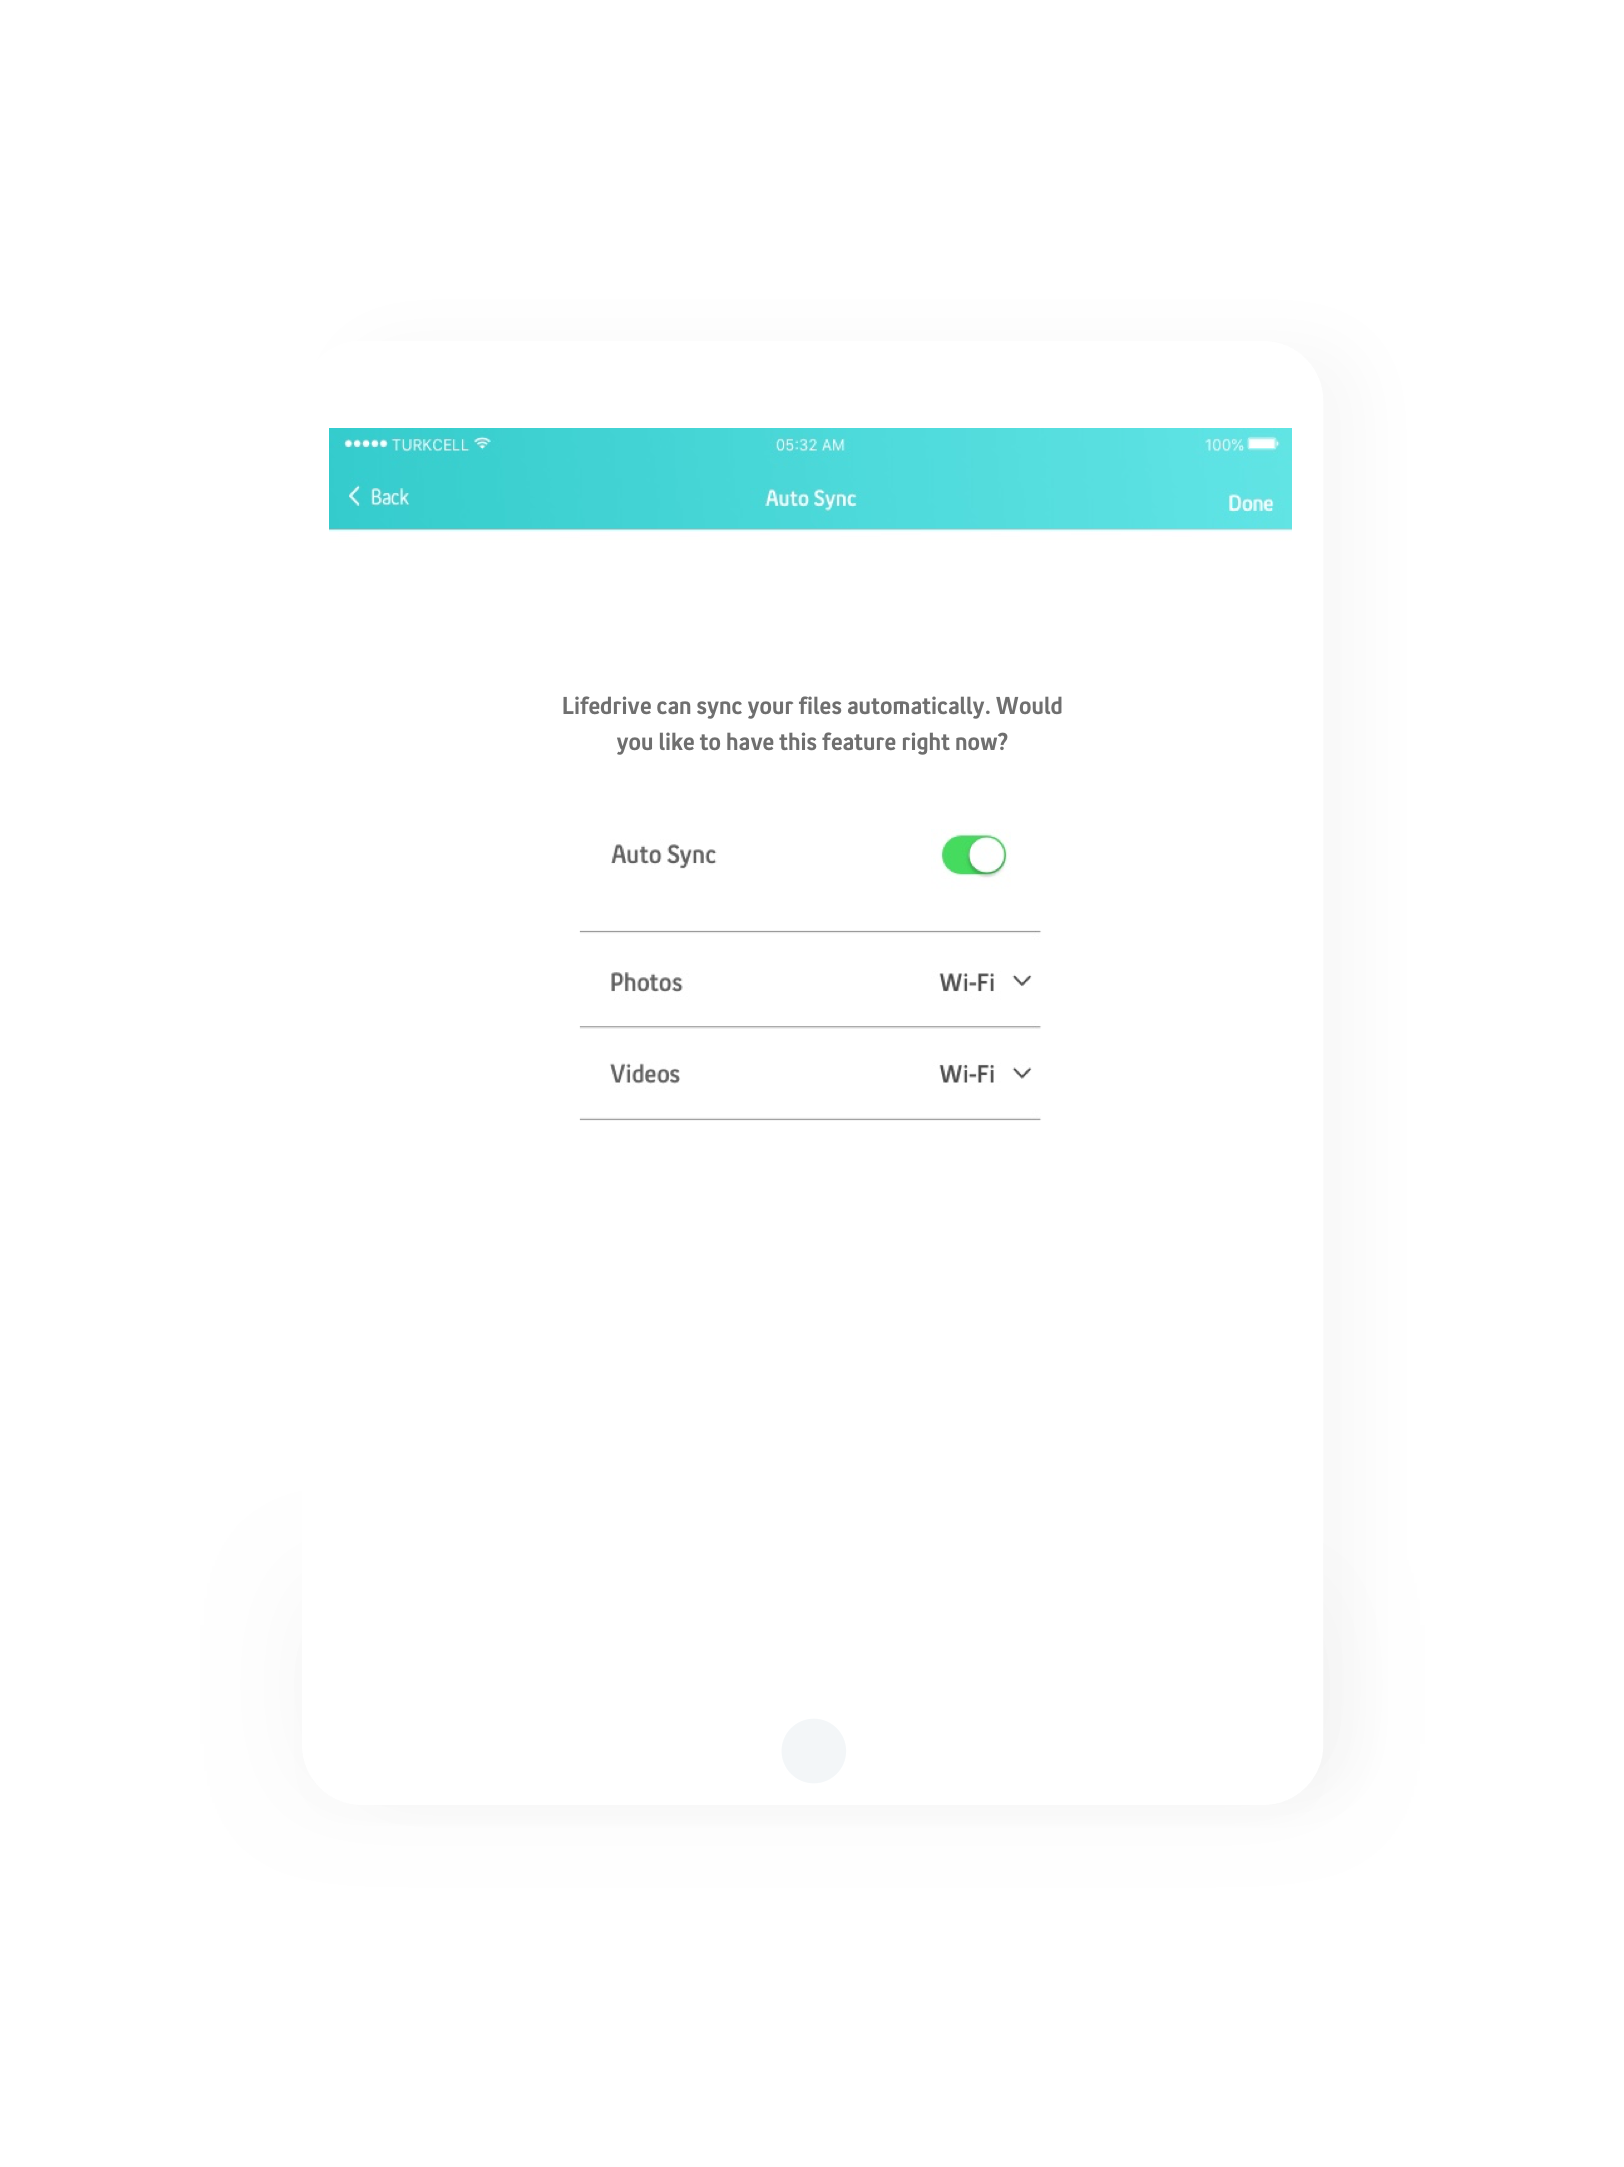 TURKCELL 05:32 AM 100%
Back Auto Sync Done
Lifedrive can sync your files automatically. Would
you like to have this feature right now?
Auto Sync
Photos Wi-Fi
Videos Wi-Fi